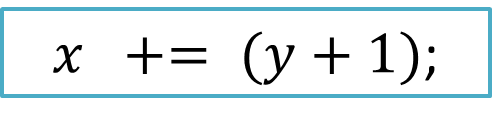 x += (y + 1);